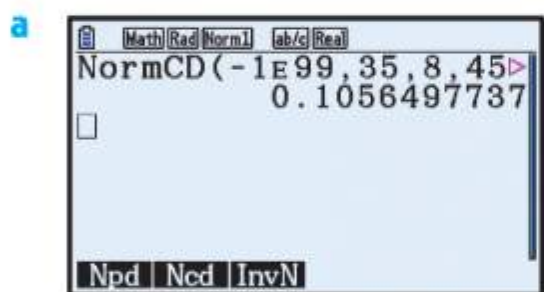 a
Math Rad Norm1 ab/c Real
NormCD(-1E99,35,8,45
0.1056497737
Npd Ncd InvN